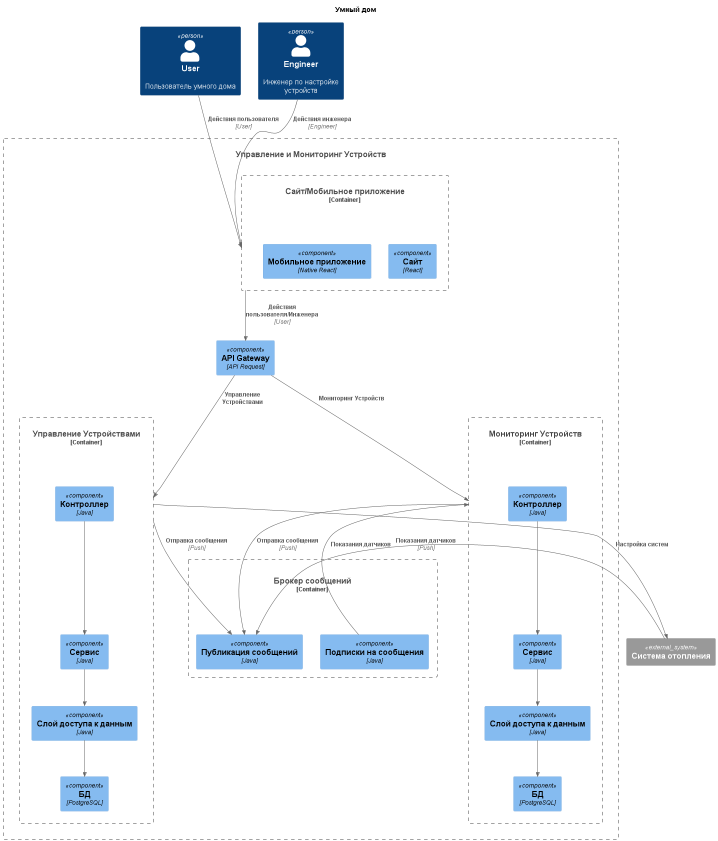 Умный дом
«person»
User
Пользователь умного дома
«person»
Engineer
Инженер по настройке
устройств
Действия пользователя
[User]
Действия инженера
[Engineer]
Управление и Мониторинг Устройств
Сайт/Мобильное приложение
[Container]
«component»
Мобильное приложение
[Native React]
«component»
Сайт
[React]
Действия
пользователя/Инженера
[User]
«component»
API Gateway
[API Request]
Управление
Устройствами
Мониторинг Устройств
Управление Устройствами
[Container]
«component»
Контроллер
[Java]
«component»
Сервис
[Java]
«component»
Слой доступа к данным
[Java]
«component»
БД
[PostgreSQL]
Отправка сообщения
[Push]
Отправка сообщения
[Push]
Показания датчиков
Показания датчиков
[Push]
Настройка систем
Брокер сообщений
[Container]
«component»
Публикация сообщений
[Java]
«component»
Подписки на сообщения
[Java]
Мониторинг Устройств
[Container]
«component»
Контроллер
[Java]
«component»
Сервис
[Java]
«component»
Слой доступа к данным
[Java]
«component»
БД
[PostgreSQL]
«external_system»
Система отопления